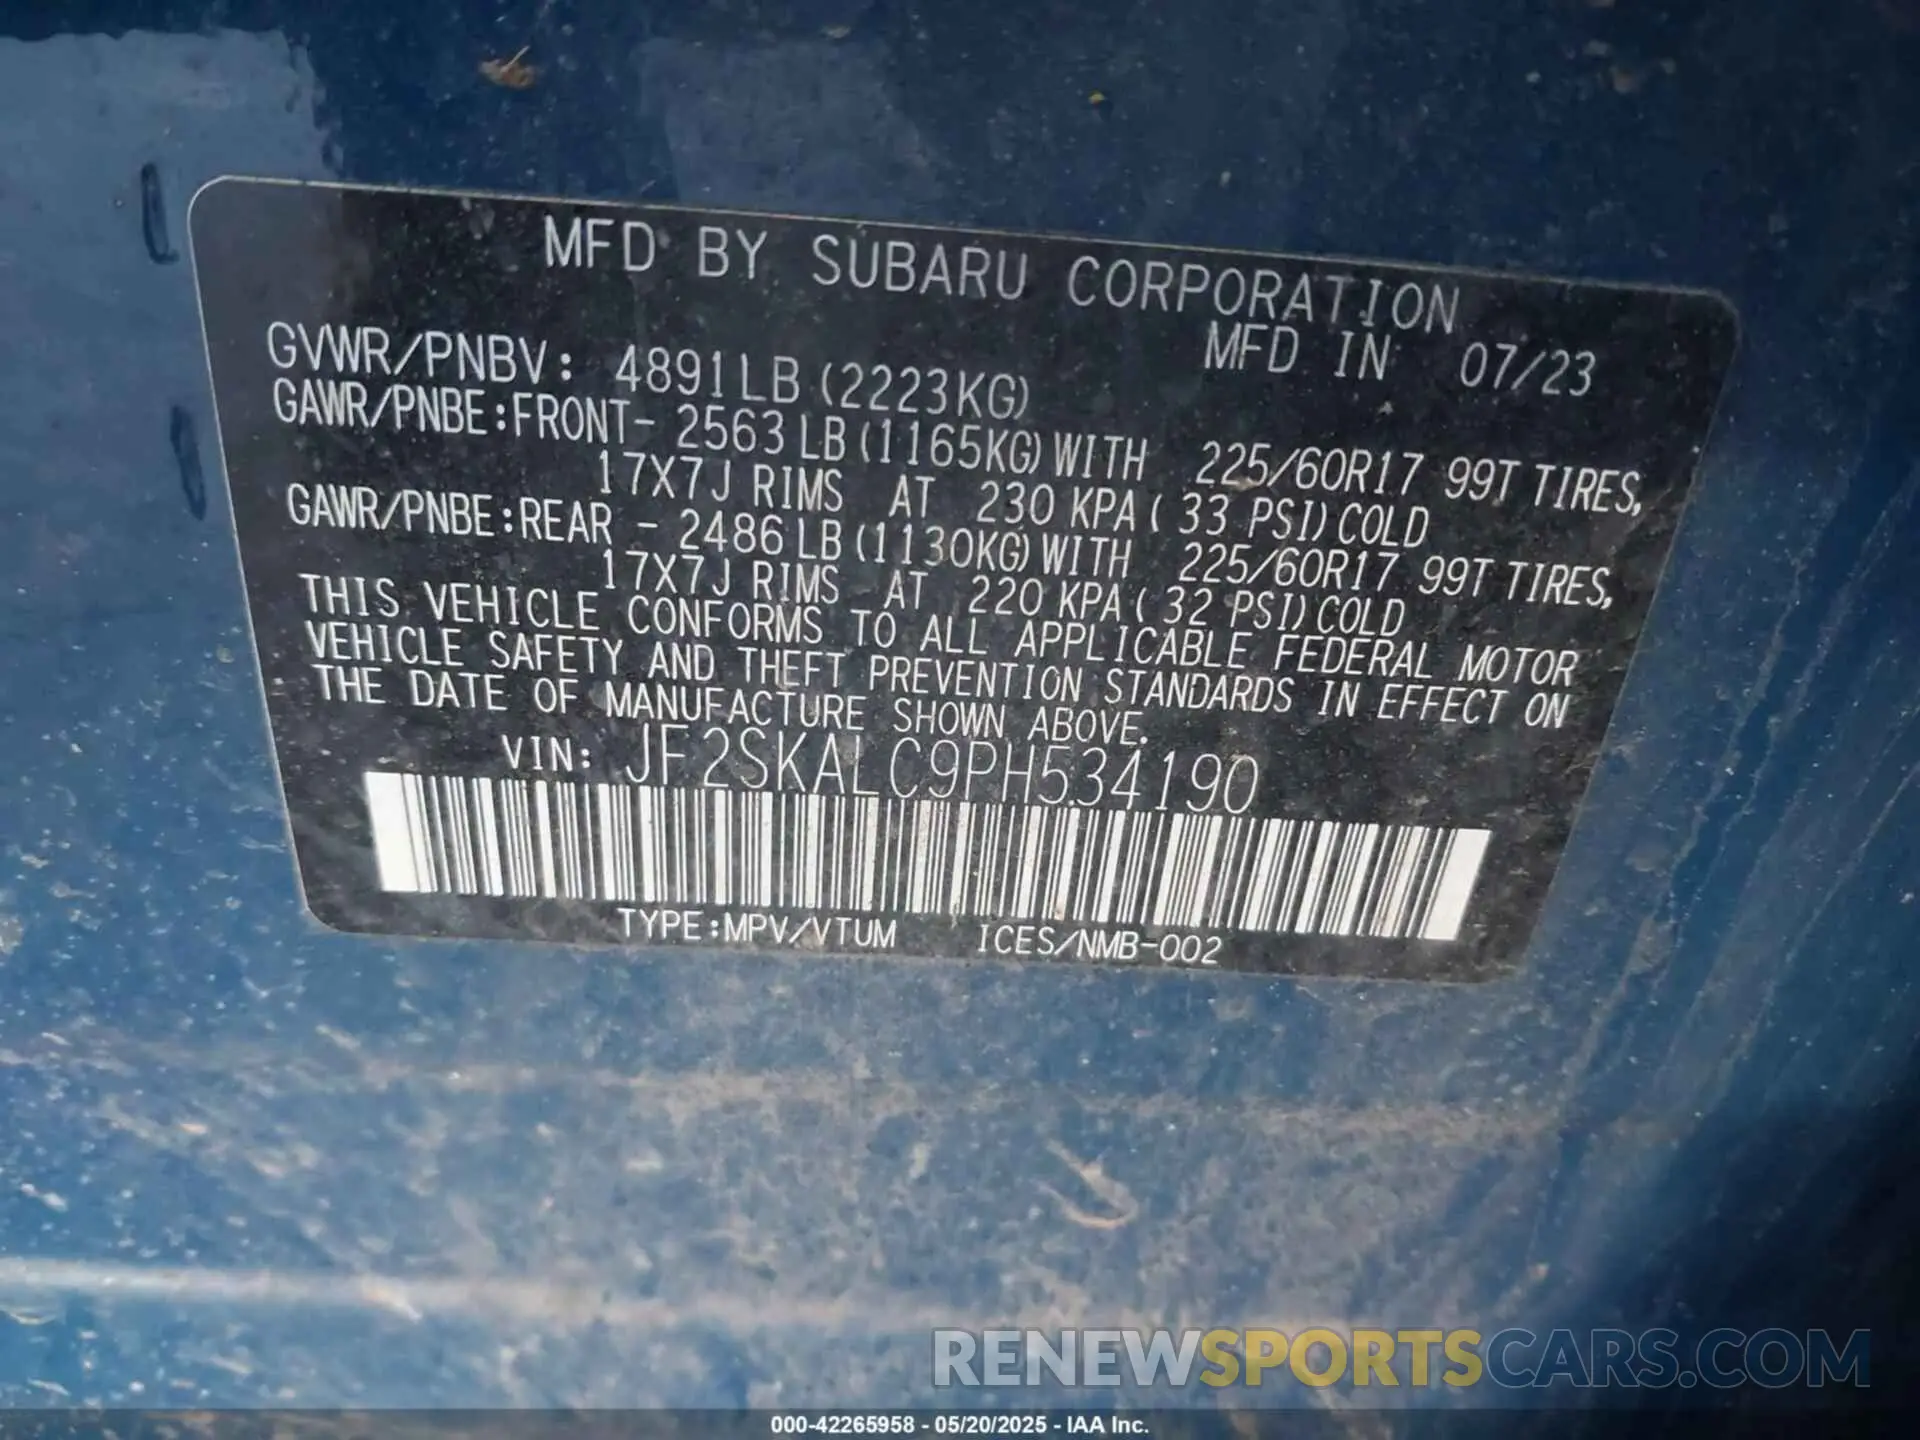 MFD BY SUBARU CORPORATION
MFD IN 07/23
GVWR/PNBV: 4891LB (2223KG)
GAWR/PNBE:FRONT- 2563 LB (1165KG) WITH 225/60R17 99T TIRES,
17X7J RIMS AT 230 KPA ( 33 PSI) COLD
GAWR/PNBE:REAR - 2486 LB (1130KG) WITH 225/60R17 99T TIRES,
17X7J RIMS AT 220 KPA ( 32 PSI) COLD
THIS VEHICLE CONFORMS TO ALL APPLICABLE FEDERAL MOTOR
VEHICLE SAFETY AND THEFT PREVENTION STANDARDS IN EFFECT ON
THE DATE OF MANUFACTURE SHOWN ABOVE.
VIN: JF2SKALC9PH534190
TYPE:MPV/VTUM ICES/NMB-002
RENEWSPORTSCARS.COM
000-42265958 - 05/20/2025 - IAA Inc.